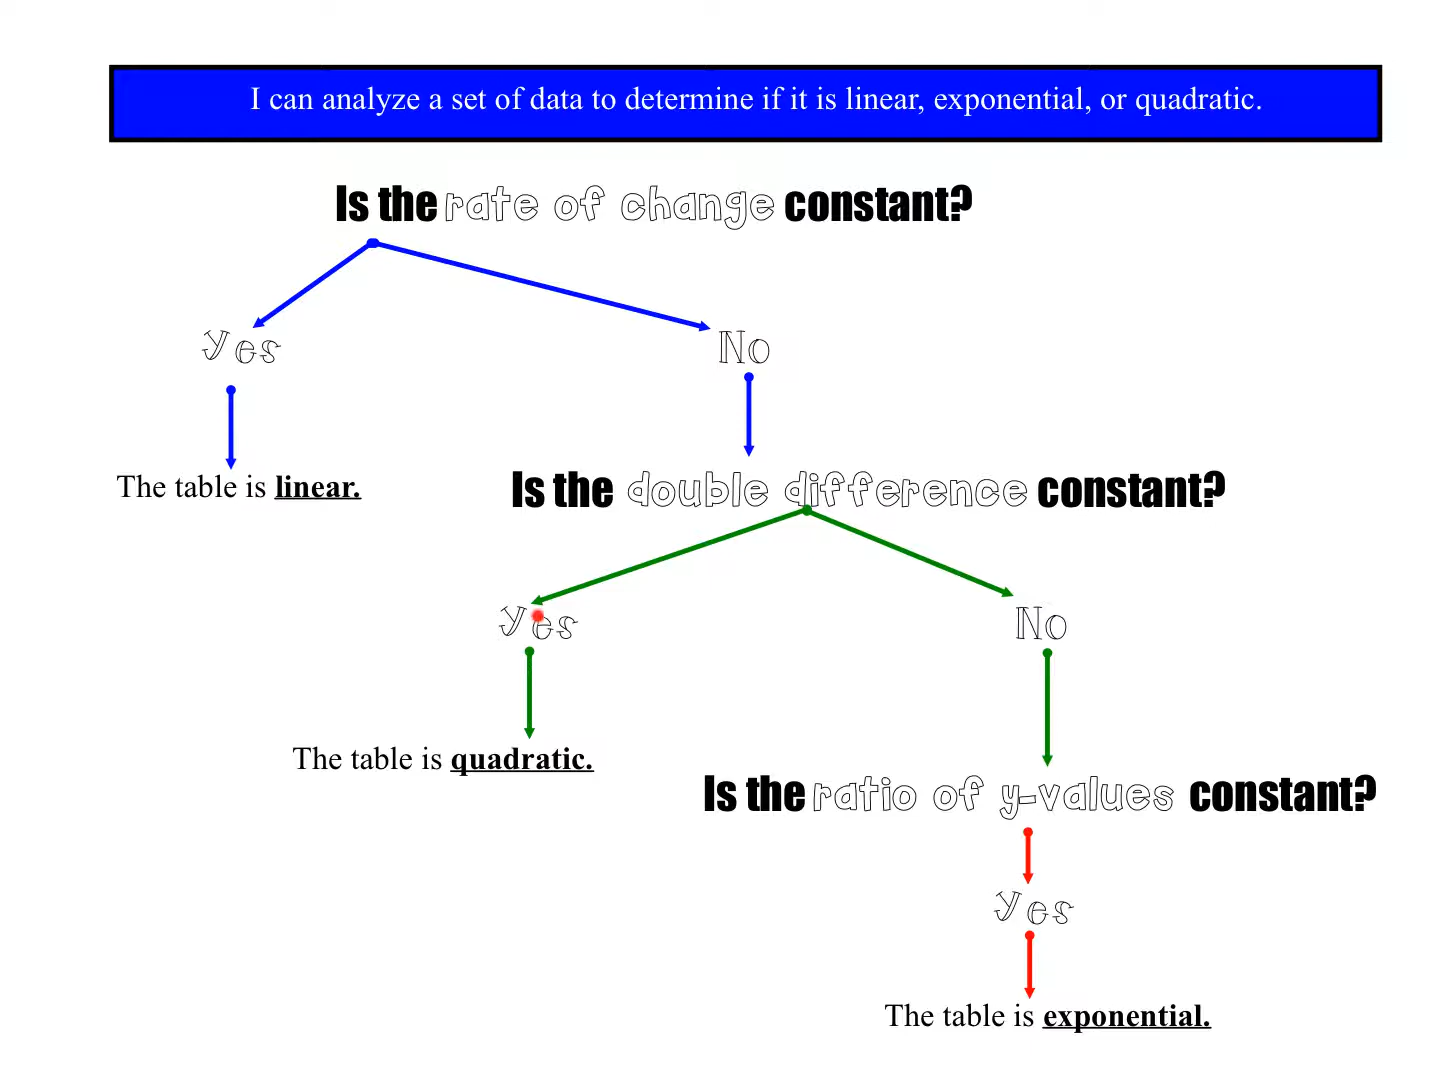 I can analyze a set of data to determine if it is linear, exponential, or quadratic.
Is the rate of change constant?
Yes
No
The table is linear.
Is the double difference constant?
Yes
No
The table is quadratic.
Is the ratio of y-values constant?
Yes
The table is exponential.